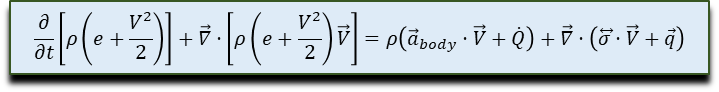 ∂/∂t [ρ(e + V²/2)] + ∇⃗ · [ρ(e + V²/2)V⃗] = ρ(a⃗_body · V⃗ + Q̇) + ∇⃗ · (σ⃡ · V⃗ + q⃗)